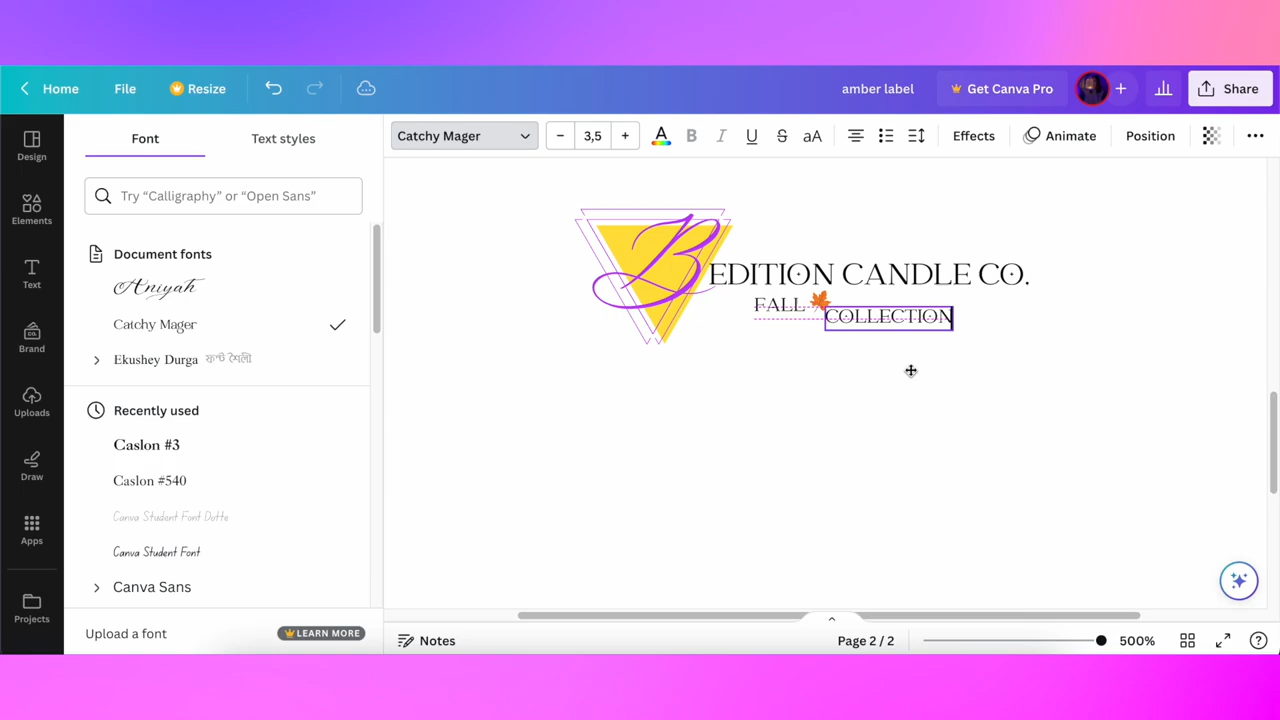 Home File Resize amber label Get Canva Pro Share
Design
Elements
Text
Brand
Uploads
Draw
Apps
Projects
Font Text styles
Try “Calligraphy” or “Open Sans”
Document fonts
Aniyah
Catchy Mager
Ekushey Durga ফন্ট শৈলী
Recently used
Caslon #3
Caslon #540
Canva Student Font Dotte
Canva Student Font
Canva Sans
Upload a font LEARN MORE
Catchy Mager 3,5 A B I U S aA Effects Animate Position
B EDITION CANDLE CO.
FALL
COLLECTION
Notes Page 2 / 2 500%